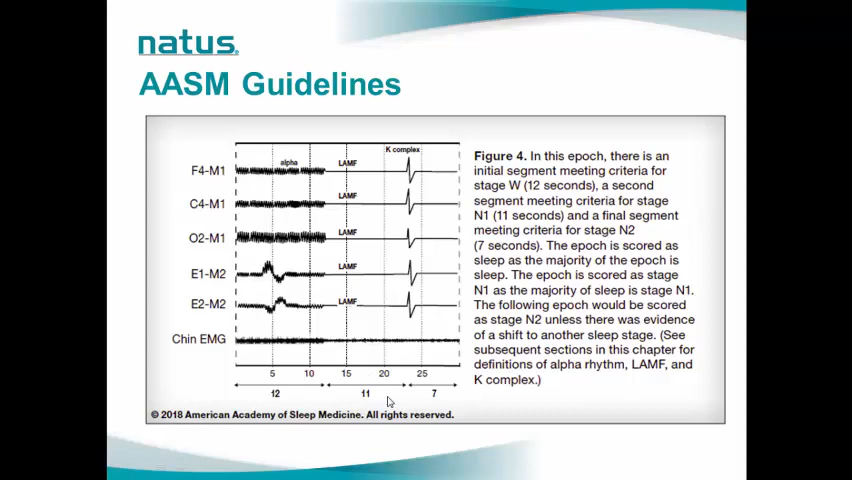 natus®
AASM Guidelines
K complex
alpha
LAMF
F4-M1
LAMF
C4-M1
LAMF
O2-M1
LAMF
E1-M2
LAMF
E2-M2
Chin EMG
5 10 15 20 25
12 11 7
© 2018 American Academy of Sleep Medicine. All rights reserved.
Figure 4. In this epoch, there is an
initial segment meeting criteria for
stage W (12 seconds), a second
segment meeting criteria for stage
N1 (11 seconds) and a final segment
meeting criteria for stage N2
(7 seconds). The epoch is scored as
sleep as the majority of the epoch is
sleep. The epoch is scored as stage
N1 as the majority of sleep is stage N1.
The following epoch would be scored
as stage N2 unless there was evidence
of a shift to another sleep stage. (See
subsequent sections in this chapter for
definitions of alpha rhythm, LAMF, and
K complex.)